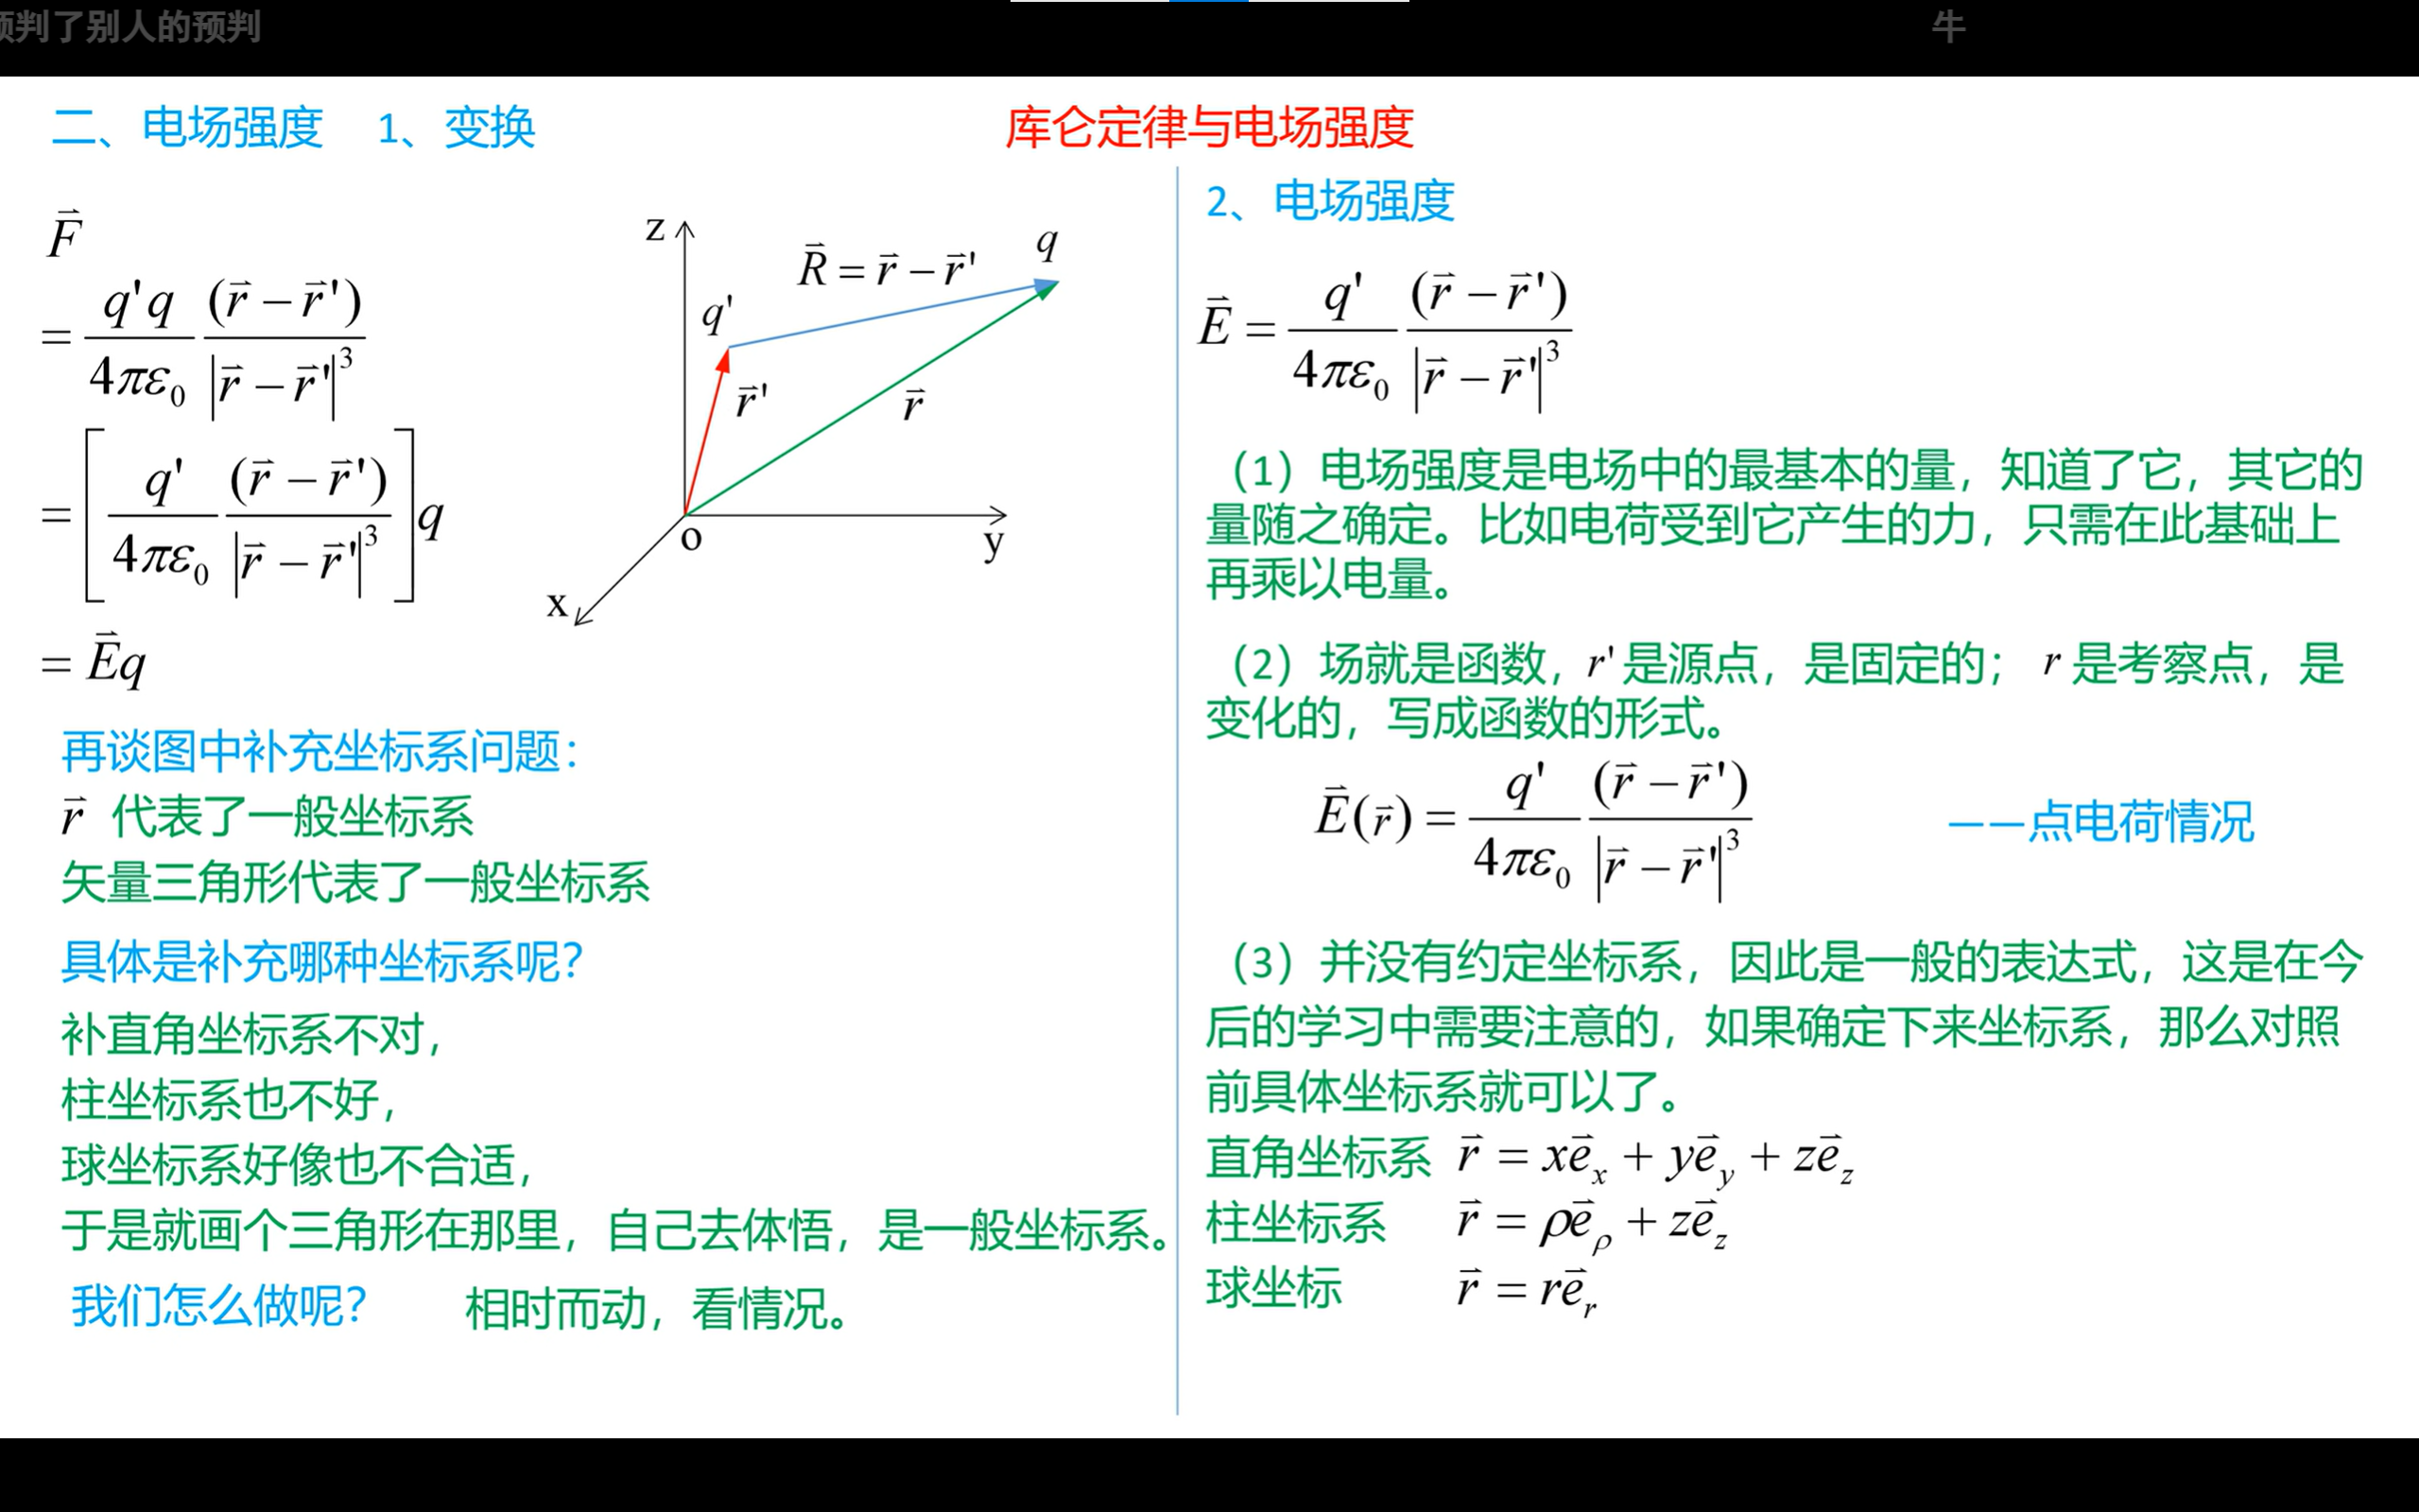 预判了别人的预判
牛
库仑定律与电场强度
二、电场强度 1、变换
\vec{F}
= \frac{q'q}{4πε_0} \frac{(\vec{r} - \vec{r}')}{|\vec{r} - \vec{r}'|^3}
= [\frac{q'}{4πε_0} \frac{(\vec{r} - \vec{r}')}{|\vec{r} - \vec{r}'|^3}] q
= \vec{E}q
z
\vec{R} = \vec{r} - \vec{r}'
q
q'
\vec{r}'
\vec{r}
o
y
x
再谈图中补充坐标系问题：
\vec{r} 代表了一般坐标系
矢量三角形代表了一般坐标系
具体是补充哪种坐标系呢？
补直角坐标系不对，
柱坐标系也不好，
球坐标系好像也不合适，
于是就画个三角形在那里，自己去体悟，是一般坐标系。
我们怎么做呢？ 相时而动，看情况。
2、电场强度
\vec{E} = \frac{q'}{4πε_0} \frac{(\vec{r} - \vec{r}')}{|\vec{r} - \vec{r}'|^3}
（1）电场强度是电场中的最基本的量，知道了它，其它的
量随之确定。比如电荷受到它产生的力，只需在此基础上
再乘以电量。
（2）场就是函数，r'是源点，是固定的； r 是考察点，是
变化的，写成函数的形式。
\vec{E}(\vec{r}) = \frac{q'}{4πε_0} \frac{(\vec{r} - \vec{r}')}{|\vec{r} - \vec{r}'|^3} ——点电荷情况
（3）并没有约定坐标系，因此是一般的表达式，这是在今
后的学习中需要注意的，如果确定下来坐标系，那么对照
前具体坐标系就可以了。
直角坐标系 \vec{r} = x\vec{e}_x + y\vec{e}_y + z\vec{e}_z
柱坐标系 \vec{r} = ρ\vec{e}_ρ + z\vec{e}_z
球坐标 \vec{r} = r\vec{e}_r